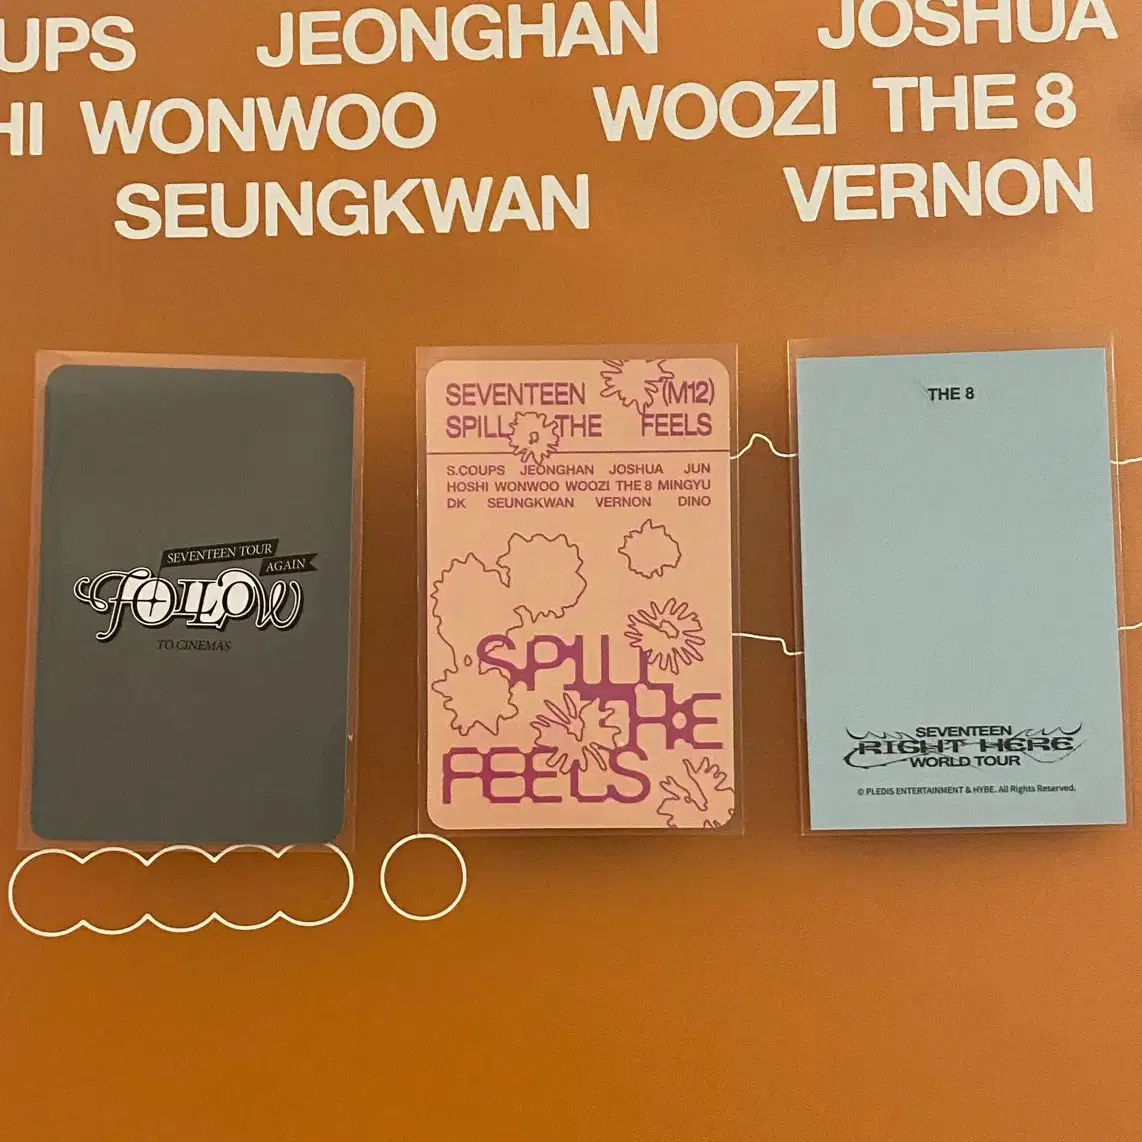 UPS JEONGHAN JOSHUA
HI WONWOO WOOZI THE 8
SEUNGKWAN VERNON
SEVENTEEN TOUR
AGAIN
FOLLOW
TO CINEMAS
SEVENTEEN (M12)
SPILL THE FEELS
S.COUPS JEONGHAN JOSHUA JUN
HOSHI WONWOO WOOZI THE 8 MINGYU
DK SEUNGKWAN VERNON DINO
SPILL
THE
FEELS
THE 8
SEVENTEEN
RIGHT HERE
WORLD TOUR
© PLEDIS ENTERTAINMENT & HYBE. All Rights Reserved.